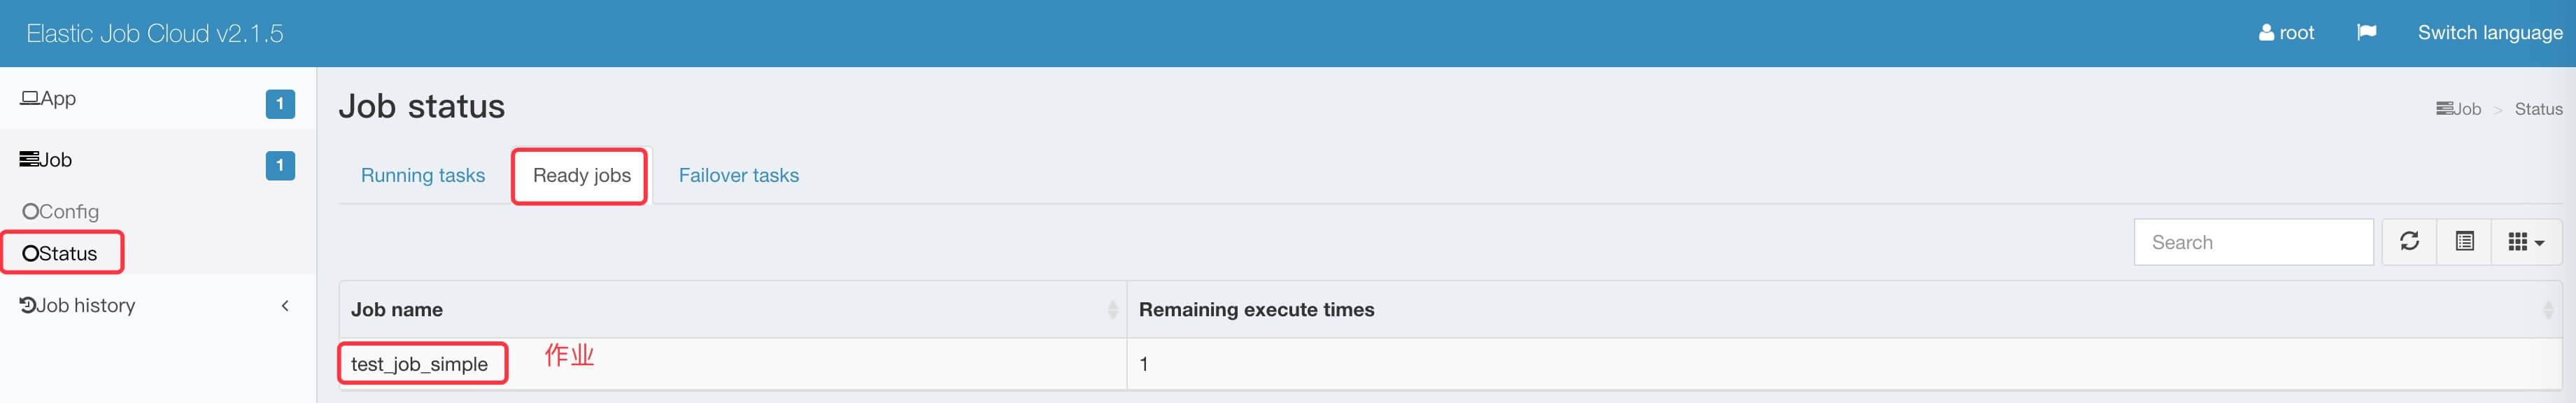 Elastic Job Cloud v2.1.5
root
Switch language
App
1
Job
1
Config
Status
Job history
Job status
Job > Status
Running tasks
Ready jobs
Failover tasks
Search
Job name
Remaining execute times
test_job_simple
作业
1